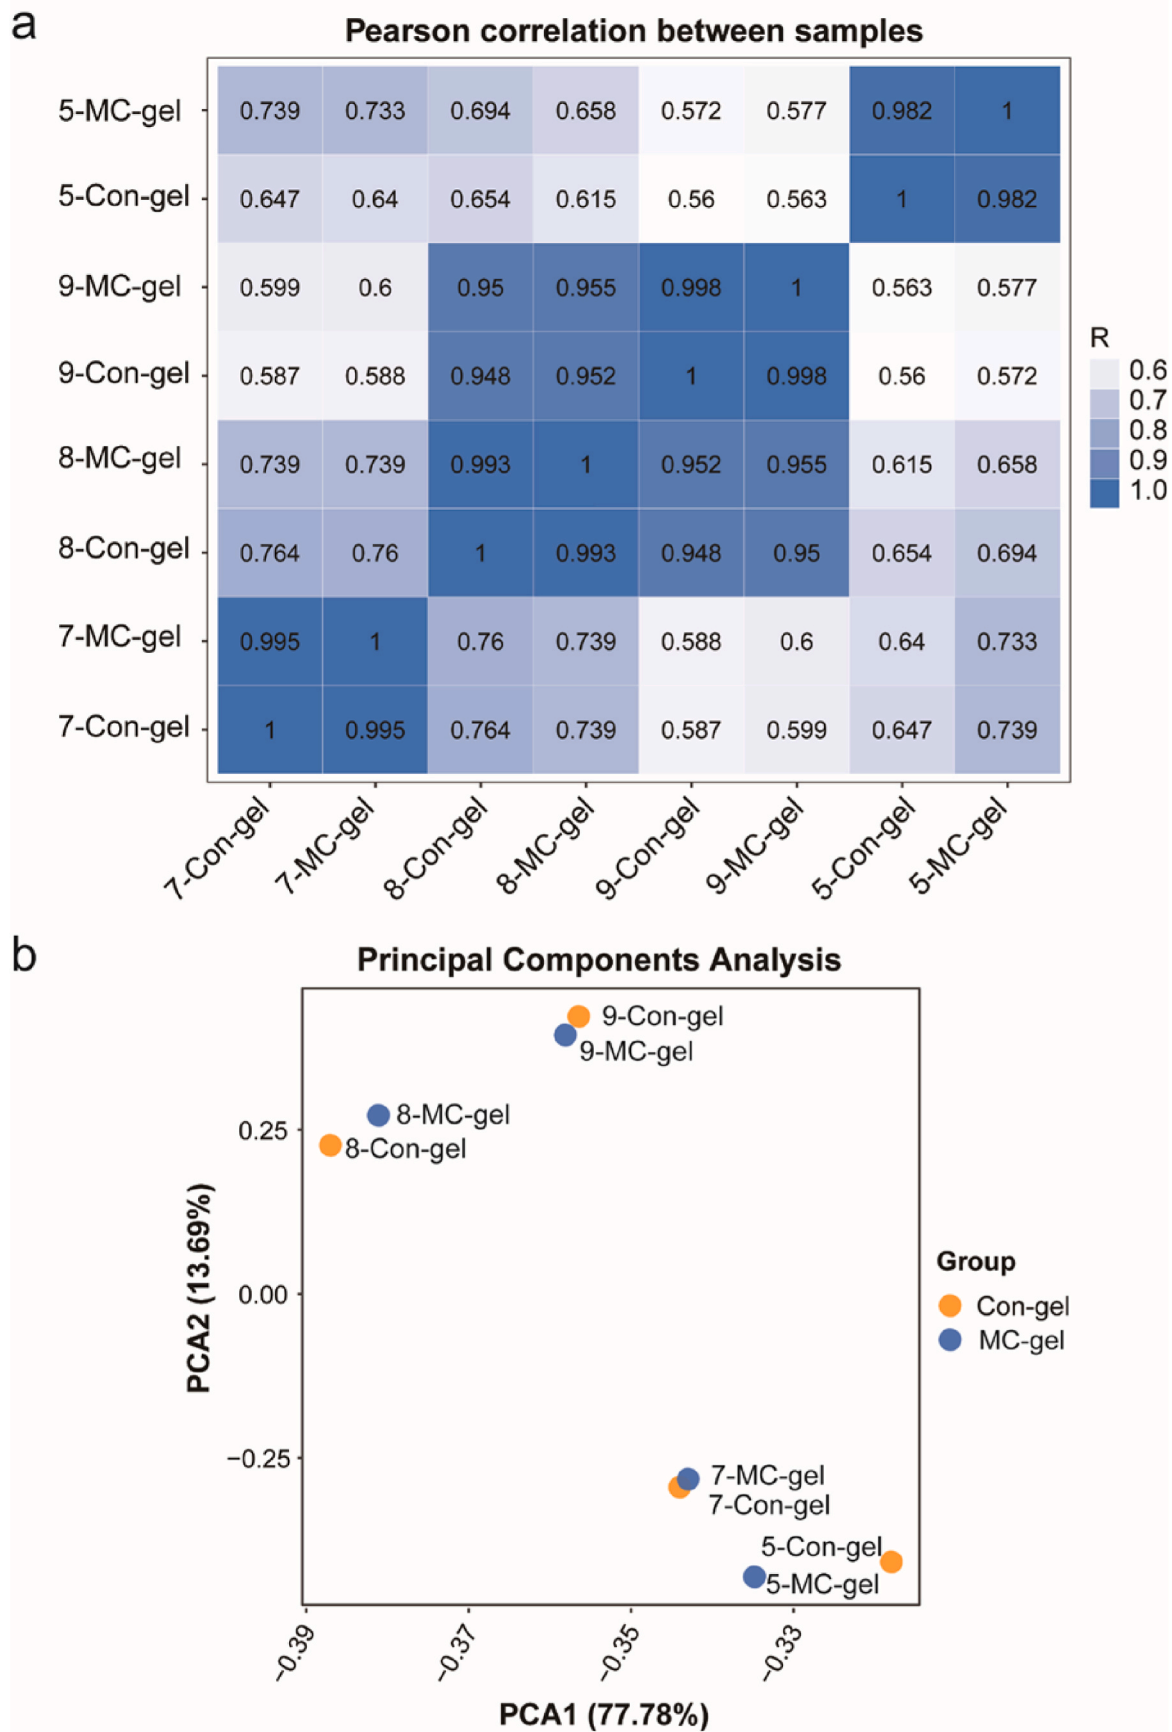 a
Pearson correlation between samples
5-MC-gel 0.739 0.733 0.694 0.658 0.572 0.577 0.982 1
5-Con-gel 0.647 0.64 0.654 0.615 0.56 0.563 1 0.982
9-MC-gel 0.599 0.6 0.95 0.955 0.998 1 0.563 0.577
9-Con-gel 0.587 0.588 0.948 0.952 1 0.998 0.56 0.572
8-MC-gel 0.739 0.739 0.993 1 0.952 0.955 0.615 0.658
8-Con-gel 0.764 0.76 1 0.993 0.948 0.95 0.654 0.694
7-MC-gel 0.995 1 0.76 0.739 0.588 0.6 0.64 0.733
7-Con-gel 1 0.995 0.764 0.739 0.587 0.599 0.647 0.739
7-Con-gel 7-MC-gel 8-Con-gel 8-MC-gel 9-Con-gel 9-MC-gel 5-Con-gel 5-MC-gel
R
0.6
0.7
0.8
0.9
1.0
b
Principal Components Analysis
9-Con-gel
9-MC-gel
8-MC-gel
8-Con-gel
7-MC-gel
7-Con-gel
5-Con-gel
5-MC-gel
0.25
0.00
−0.25
PCA2 (13.69%)
−0.39 −0.37 −0.35 −0.33
PCA1 (77.78%)
Group
Con-gel
MC-gel